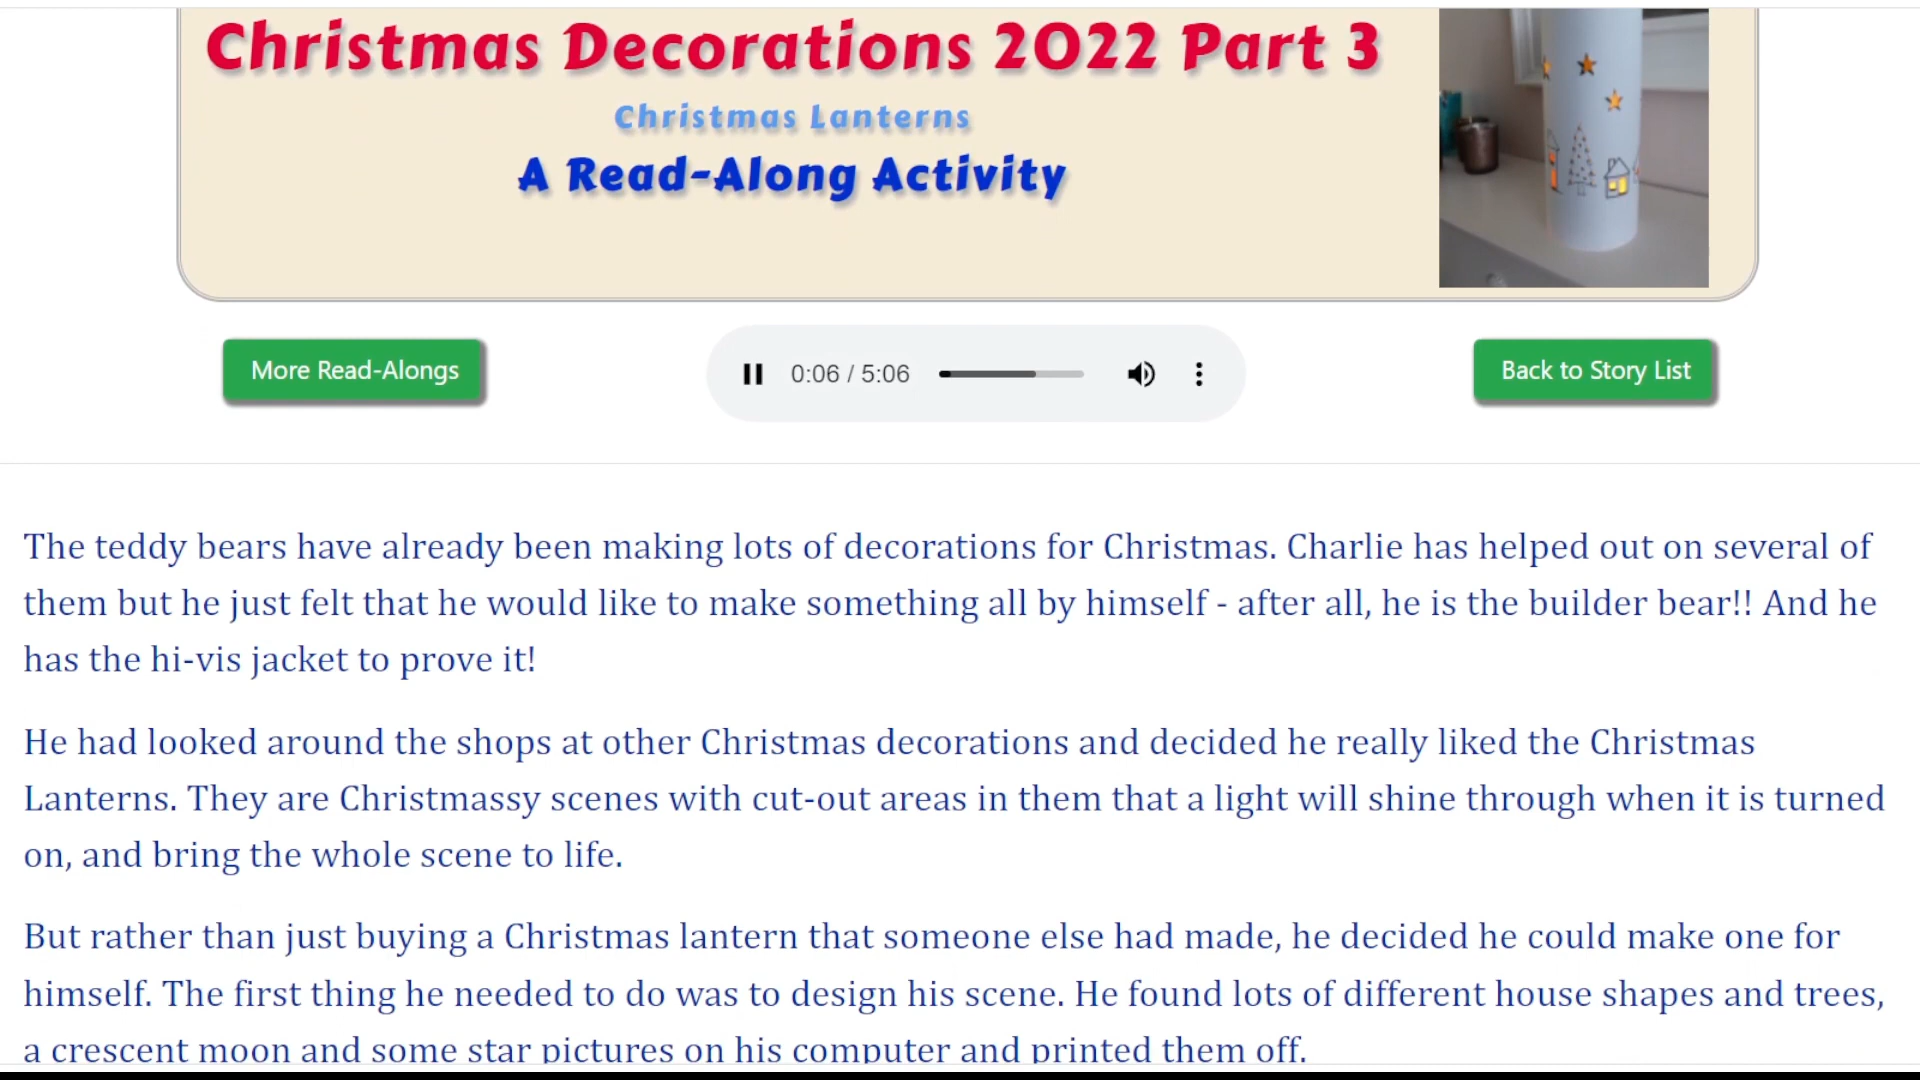 Christmas Decorations 2022 Part 3
Christmas Lanterns
A Read-Along Activity
More Read-Alongs
0:06 / 5:06
Back to Story List
The teddy bears have already been making lots of decorations for Christmas. Charlie has helped out on several of
them but he just felt that he would like to make something all by himself - after all, he is the builder bear!! And he
has the hi-vis jacket to prove it!
He had looked around the shops at other Christmas decorations and decided he really liked the Christmas
Lanterns. They are Christmassy scenes with cut-out areas in them that a light will shine through when it is turned
on, and bring the whole scene to life.
But rather than just buying a Christmas lantern that someone else had made, he decided he could make one for
himself. The first thing he needed to do was to design his scene. He found lots of different house shapes and trees,
a crescent moon and some star pictures on his computer and printed them off.